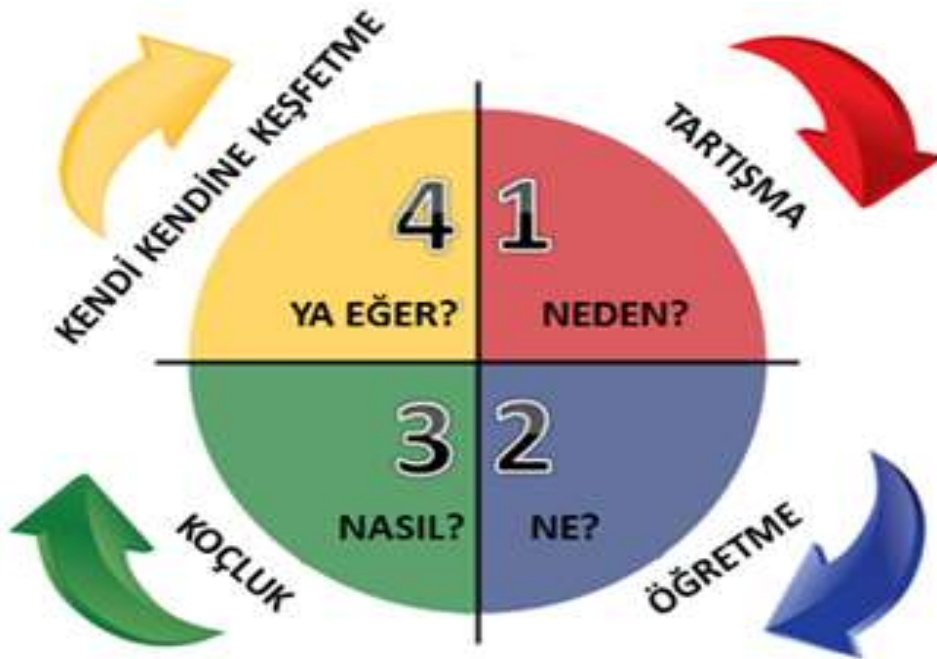 KENDİ KENDİNE KEŞFETME
TARTIŞMA
4
1
YA EĞER?
NEDEN?
3
2
NASIL?
NE?
KOÇLUK
ÖĞRETME